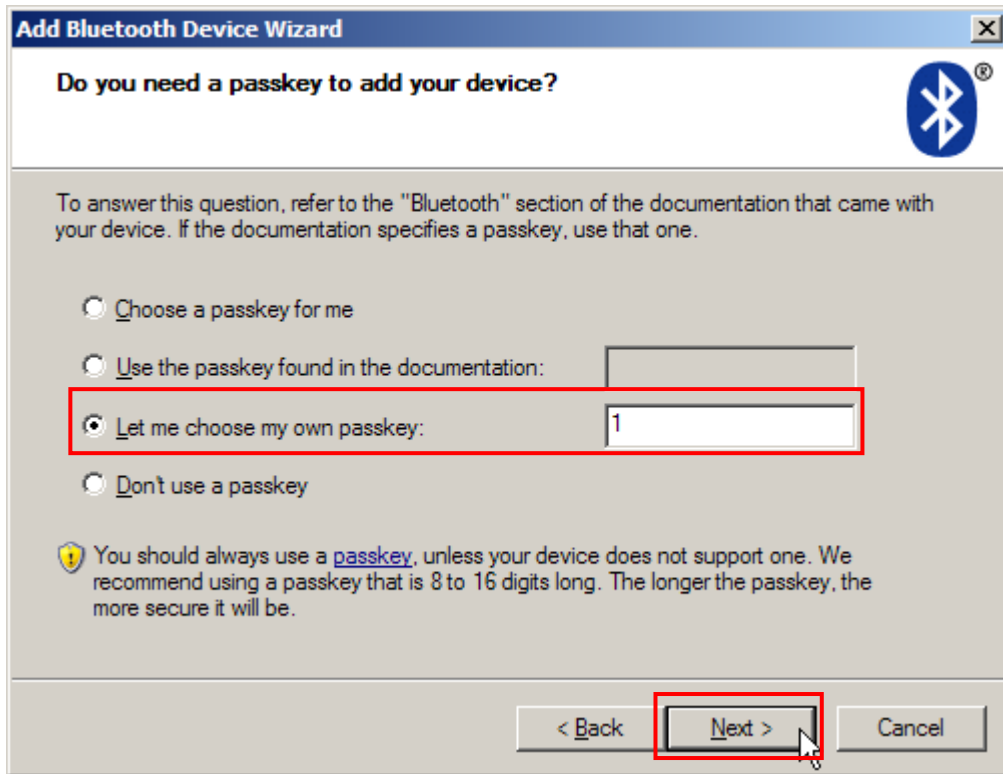 Add Bluetooth Device Wizard
Do you need a passkey to add your device?
®
To answer this question, refer to the "Bluetooth" section of the documentation that came with
your device. If the documentation specifies a passkey, use that one.
Choose a passkey for me
Use the passkey found in the documentation:
Let me choose my own passkey: 1
Don't use a passkey
You should always use a passkey, unless your device does not support one. We
recommend using a passkey that is 8 to 16 digits long. The longer the passkey, the
more secure it will be.
< Back Next > Cancel